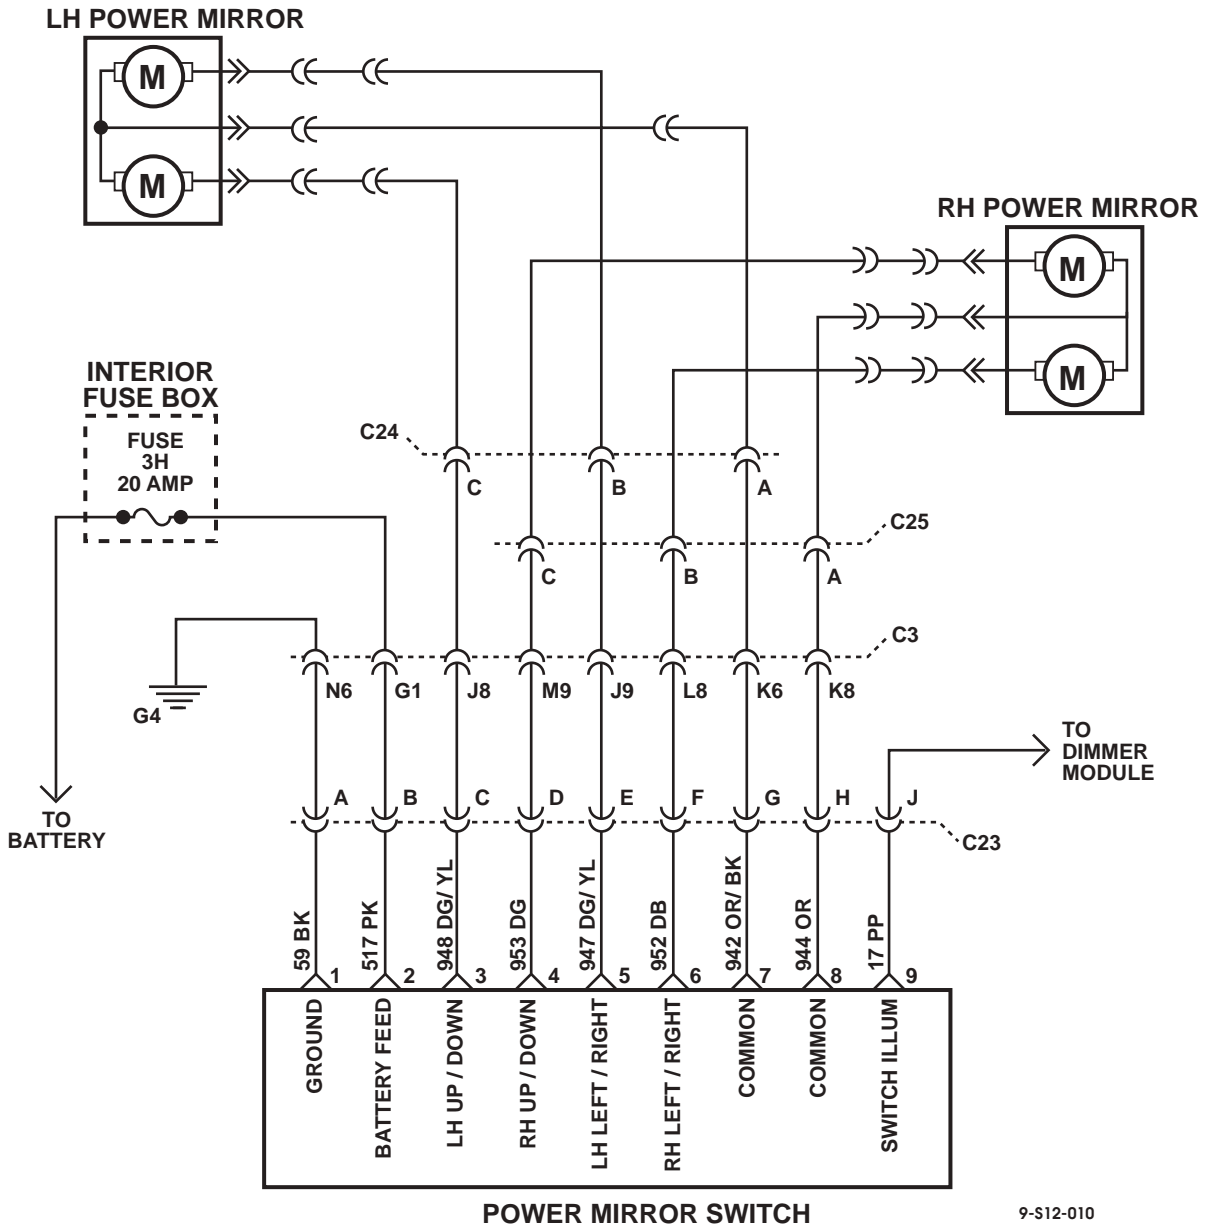 LH POWER MIRROR
M
M
RH POWER MIRROR
M
M
INTERIOR
FUSE BOX
FUSE
3H
20 AMP
C24
C
B
A
C25
C
B
A
C3
N6
G1
J8
M9
J9
L8
K6
K8
G4
TO
DIMMER
MODULE
TO
BATTERY
A
B
C
D
E
F
G
H
J
C23
59 BK
517 PK
948 DG/ YL
953 DG
947 DG/ YL
952 DB
942 OR/ BK
944 OR
17 PP
1
2
3
4
5
6
7
8
9
GROUND
BATTERY FEED
LH UP / DOWN
RH UP / DOWN
LH LEFT / RIGHT
RH LEFT / RIGHT
COMMON
COMMON
SWITCH ILLUM
POWER MIRROR SWITCH
9-S12-010